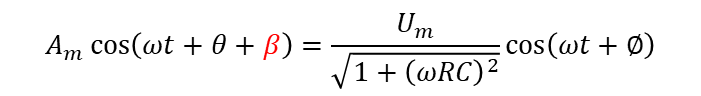 A_m cos(ωt + θ + β) = U_m / √(1 + (ωRC)²) cos(ωt + ∅)